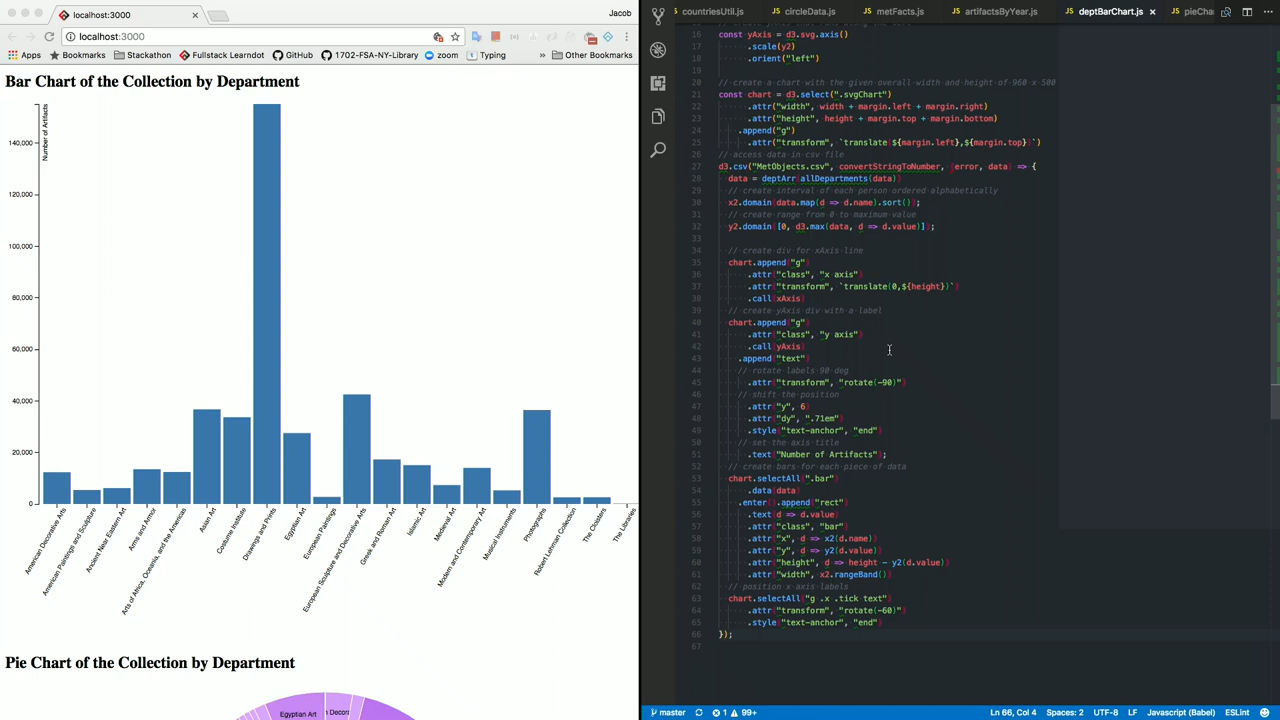 localhost:3000
Jacob
localhost:3000
Apps
Bookmarks
Stackathon
Fullstack Learndot
GitHub
1702-FSA-NY-Library
zoom
Typing
»
Other Bookmarks
Bar Chart of the Collection by Department
Number of Artifacts
140,000
120,000
100,000
80,000
60,000
40,000
20,000
0
American Decorative Arts
American Paintings and Sculpture
Ancient Near Eastern Art
Arms and Armor
Arts of Africa, Oceania, and the Americas
Asian
Costume Institute
Drawings and Prints
Egyptian Art
European Paintings
European Sculpture and Decorative Arts
Greek and Roman Art
Islamic
Medieval Art
Modern and Contemporary Art
Musical Instruments
Photographs
Robert Lehman Collection
The Cloisters
The Libraries
Pie Chart of the Collection by Department
Egyptian Art
countriesUtil.js
JS circleData.js
JS metFacts.js
JS artifactsByYear.js
JS deptBarChart.js
JS pieCha
16 const yAxis = d3.svg.axis()
17 .scale(y2)
18 .orient("left")
19
20 // create a chart with the given overall width and height of 960 x 500
21 const chart = d3.select(".svgChart")
22 .attr("width", width + margin.left + margin.right)
23 .attr("height", height + margin.top + margin.bottom)
24 .append("g")
25 .attr("transform", `translate(${margin.left},${margin.top})`)
26 // access data in csv file
27 d3.csv("MetObjects.csv", convertStringToNumber, (error, data) => {
28 data = deptArr(allDepartments(data))
29 // create interval of each person ordered alphabetically
30 x2.domain(data.map(d => d.name).sort());
31 // create range from 0 to maximum value
32 y2.domain([0, d3.max(data, d => d.value)]);
33
34 // create div for xAxis line
35 chart.append("g")
36 .attr("class", "x axis")
37 .attr("transform", `translate(0,${height})`)
38 .call(xAxis)
39 // create yAxis div with a label
40 chart.append("g")
41 .attr("class", "y axis")
42 .call(yAxis)
43 .append("text")
44 // rotate labels 90 deg
45 .attr("transform", "rotate(-90)")
46 // shift the position
47 .attr("y", 6)
48 .attr("dy", ".71em")
49 .style("text-anchor", "end")
50 // set the axis title
51 .text("Number of Artifacts");
52 // create bars for each piece of data
53 chart.selectAll(".bar")
54 .data(data)
55 .enter().append("rect")
56 .text(d => d.value)
57 .attr("class", "bar")
58 .attr("x", d => x2(d.name))
59 .attr("y", d => y2(d.value))
60 .attr("height", d => height - y2(d.value))
61 .attr("width", x2.rangeBand())
62 // position x axis labels
63 chart.selectAll("g .x .tick text")
64 .attr("transform", "rotate(-60)")
65 .style("text-anchor", "end")
66 });
67
master
1
99+
Ln 66, Col 4
Spaces: 2
UTF-8
LF
Javascript (Babel)
ESLint